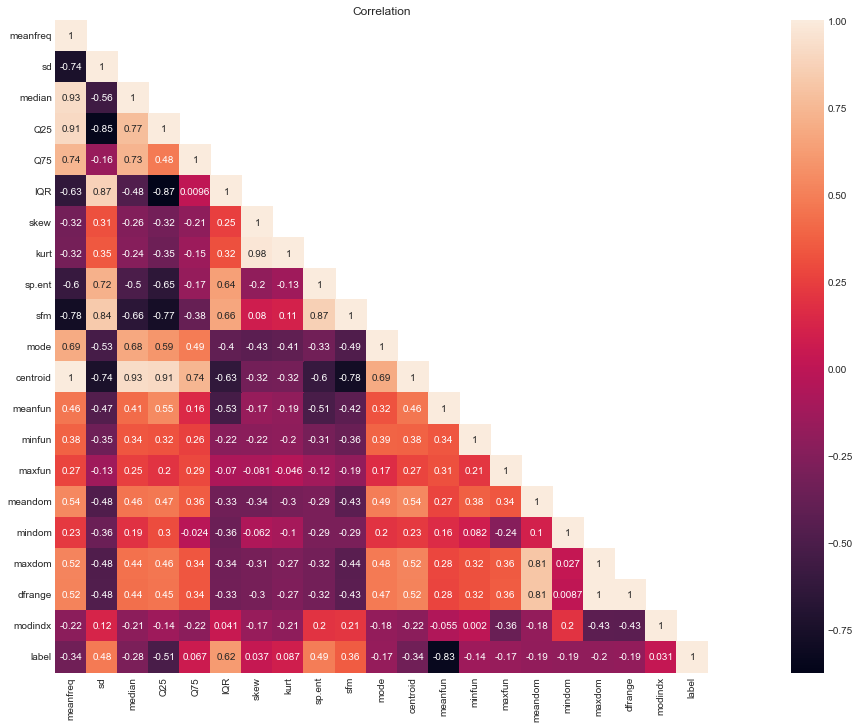 Correlation
meanfreq 1
sd -0.74 1
median 0.93 -0.56 1
Q25 0.91 -0.85 0.77 1
Q75 0.74 -0.16 0.73 0.48 1
IQR -0.63 0.87 -0.48 -0.87 0.0096 1
skew -0.32 0.31 -0.26 -0.32 -0.21 0.25 1
kurt -0.32 0.35 -0.24 -0.35 -0.15 0.32 0.98 1
sp.ent -0.6 0.72 -0.5 -0.65 -0.17 0.64 -0.2 -0.13 1
sfm -0.78 0.84 -0.66 -0.77 -0.38 0.66 0.08 0.11 0.87 1
mode 0.69 -0.53 0.68 0.59 0.49 -0.4 -0.43 -0.41 -0.33 -0.49 1
centroid 1 -0.74 0.93 0.91 0.74 -0.63 -0.32 -0.32 -0.6 -0.78 0.69 1
meanfun 0.46 -0.47 0.41 0.55 0.16 -0.53 -0.17 -0.19 -0.51 -0.42 0.32 0.46 1
minfun 0.38 -0.35 0.34 0.32 0.26 -0.22 -0.22 -0.2 -0.31 -0.36 0.39 0.38 0.34 1
maxfun 0.27 -0.13 0.25 0.2 0.29 -0.07 -0.081 -0.046 -0.12 -0.19 0.17 0.27 0.31 0.21 1
meandom 0.54 -0.48 0.46 0.47 0.36 -0.33 -0.34 -0.3 -0.29 -0.43 0.49 0.54 0.27 0.38 0.34 1
mindom 0.23 -0.36 0.19 0.3 -0.024 -0.36 -0.062 -0.1 -0.29 -0.29 0.2 0.23 0.16 0.082 -0.24 0.1 1
maxdom 0.52 -0.48 0.44 0.46 0.34 -0.34 -0.31 -0.27 -0.32 -0.44 0.48 0.52 0.28 0.32 0.36 0.81 0.027 1
dfrange 0.52 -0.48 0.44 0.45 0.34 -0.33 -0.3 -0.27 -0.32 -0.43 0.47 0.52 0.28 0.32 0.36 0.81 0.0087 1 1
modindx -0.22 0.12 -0.21 -0.14 -0.22 0.041 -0.17 -0.21 0.2 0.21 -0.18 -0.22 -0.055 0.002 -0.36 -0.18 0.2 -0.43 -0.43 1
label -0.34 0.48 -0.28 -0.51 0.067 0.62 0.037 0.087 0.49 0.36 -0.17 -0.34 -0.83 -0.14 -0.17 -0.19 -0.19 -0.2 -0.19 0.031 1
meanfreq sd median Q25 Q75 IQR skew kurt sp.ent sfm mode centroid meanfun minfun maxfun meandom mindom maxdom dfrange modindx label
1.00
0.75
0.50
0.25
0.00
-0.25
-0.50
-0.75